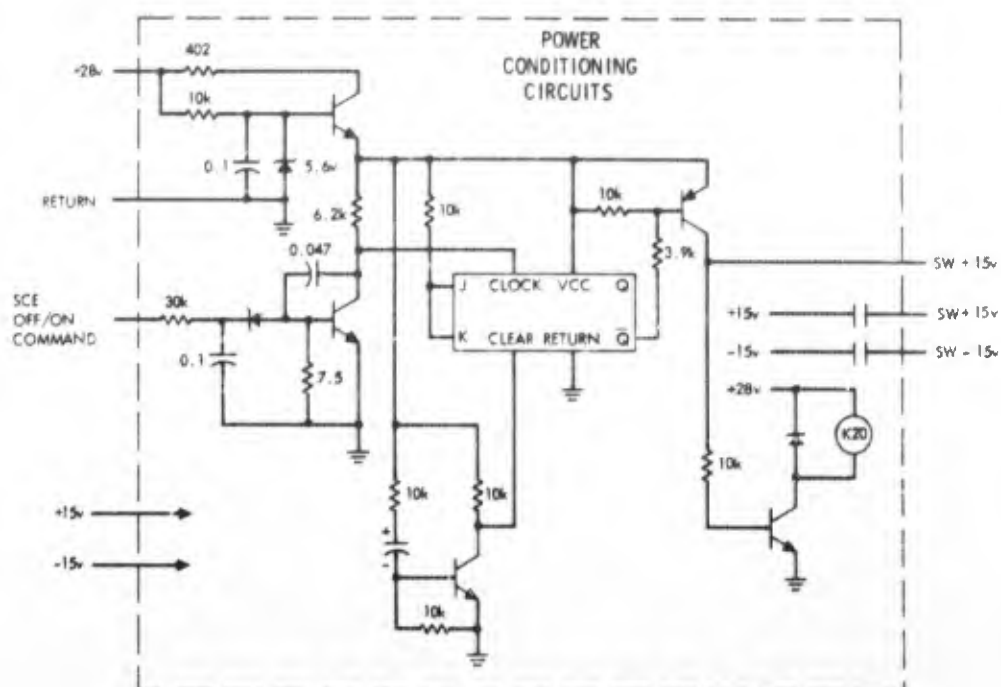 POWER
CONDITIONING
CIRCUITS
402
-28v
10k
0.1
5.6v
RETURN
6.2k
10k
10k
0.047
3.9k
SW + 15v
J CLOCK VCC Q
SCE
OFF/ON
COMMAND
30k
+15v
SW + 15v
K CLEAR RETURN Q̅
0.1
-15v
SW - 15v
7.5
+28v
K20
10k
10k
10k
+15v
+
-
-15v
10k